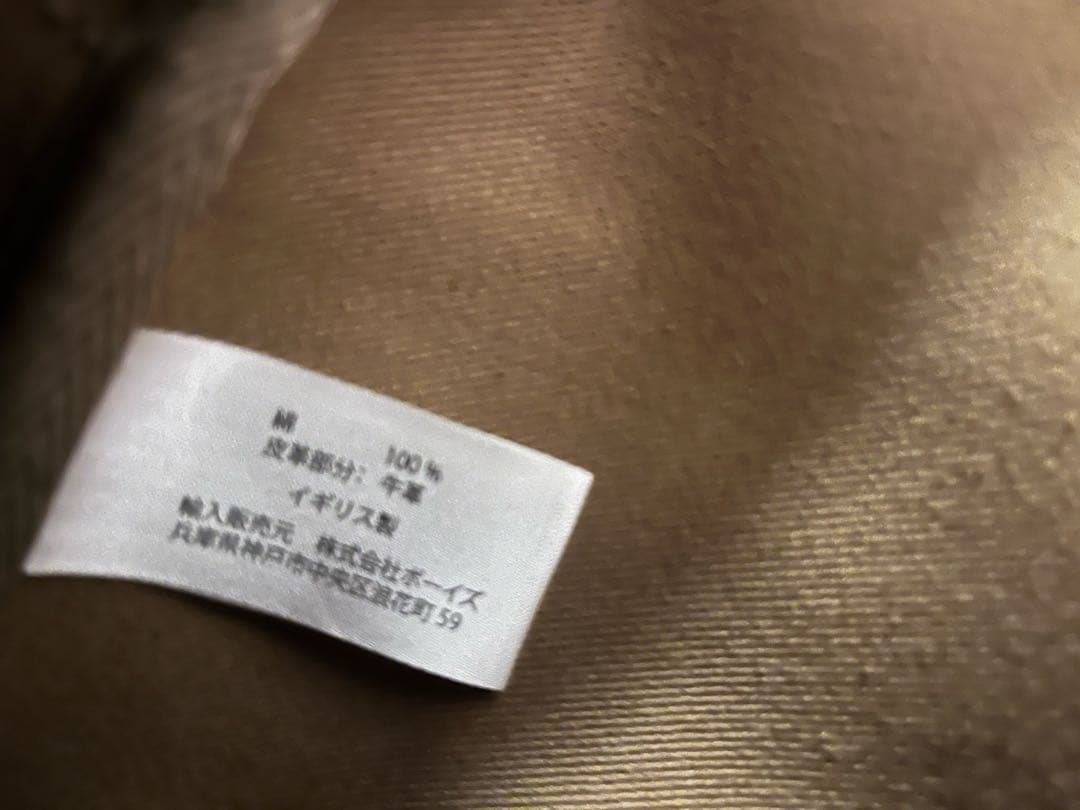 綿 100%
皮革部分: 牛革
イギリス製
輸入販売元 株式会社ボーイズ
兵庫県神戸市中央区浪花町 59